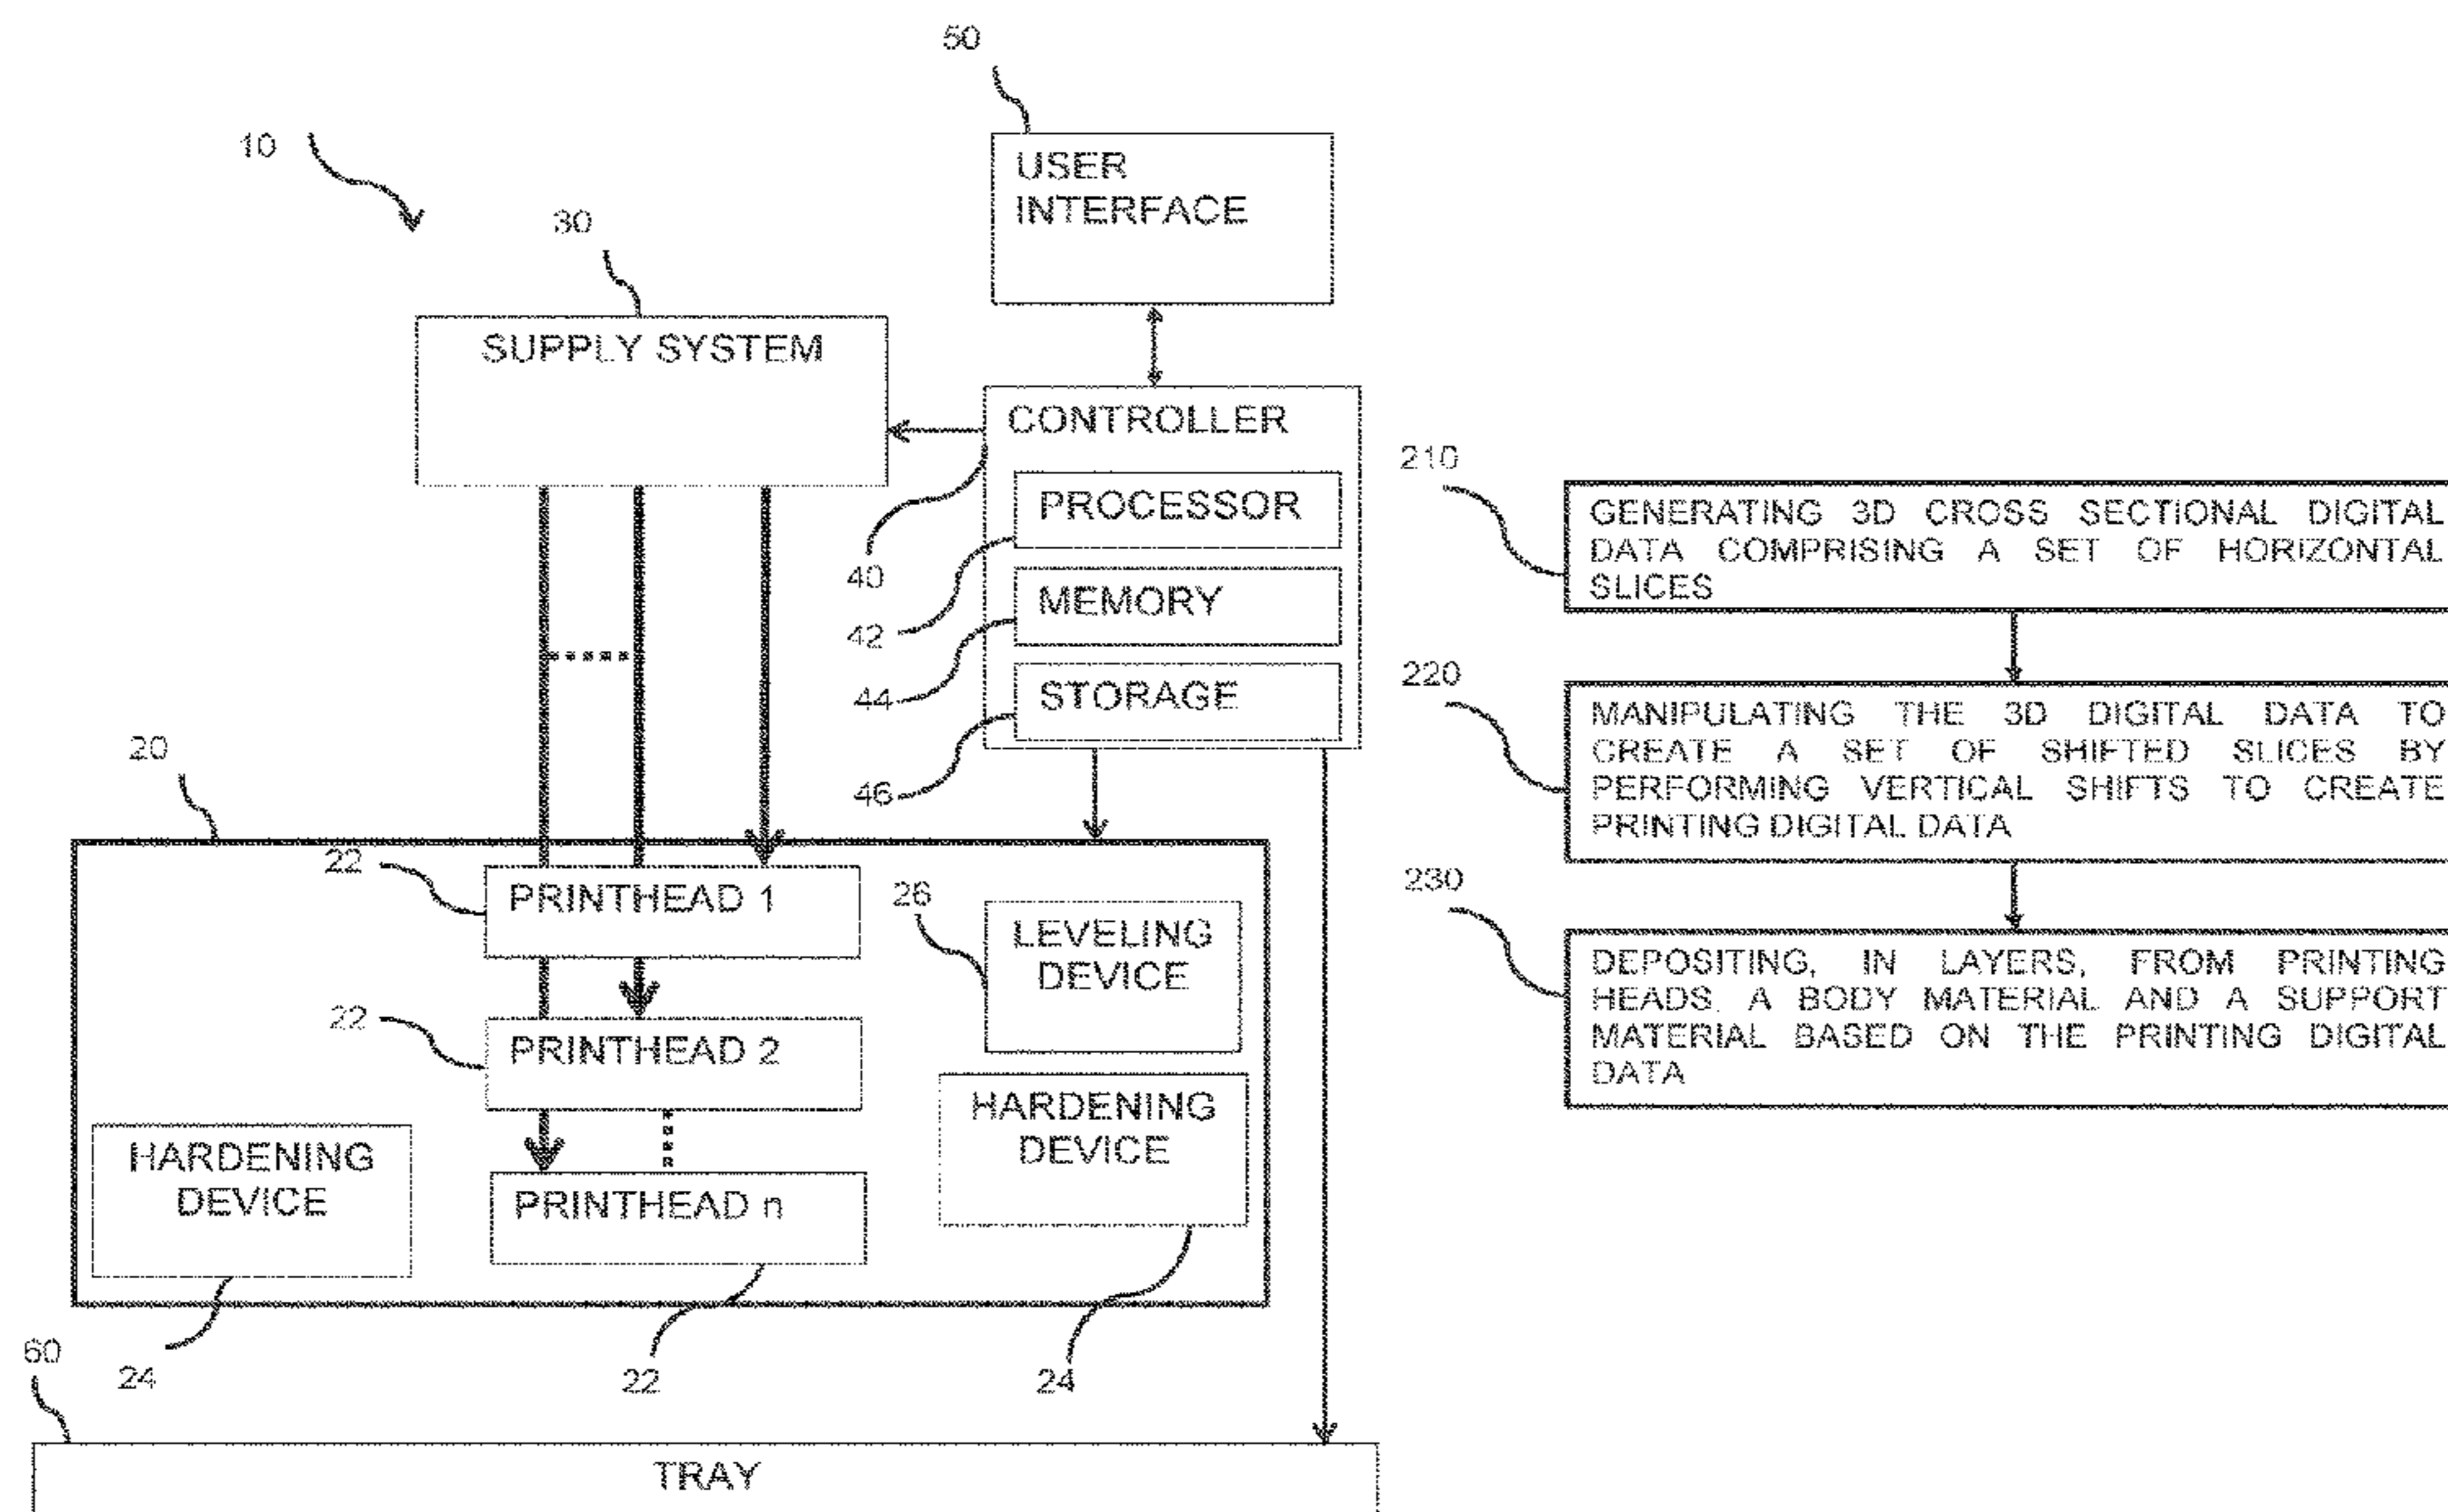 50
10
USER
INTERFACE
30
SUPPLY SYSTEM
CONTROLLER
PROCESSOR
40
MEMORY
42
STORAGE
44
46
20
22
PRINTHEAD 1
26
LEVELING
DEVICE
22
PRINTHEAD 2
HARDENING
DEVICE
HARDENING
DEVICE
PRINTHEAD n
60
24
22
24
TRAY
210
GENERATING 3D CROSS SECTIONAL DIGITAL
DATA COMPRISING A SET OF HORIZONTAL
SLICES
220
MANIPULATING THE 3D DIGITAL DATA TO
CREATE A SET OF SHIFTED SLICES BY
PERFORMING VERTICAL SHIFTS TO CREATE
PRINTING DIGITAL DATA
230
DEPOSITING, IN LAYERS, FROM PRINTING
HEADS, A BODY MATERIAL AND A SUPPORT
MATERIAL BASED ON THE PRINTING DIGITAL
DATA